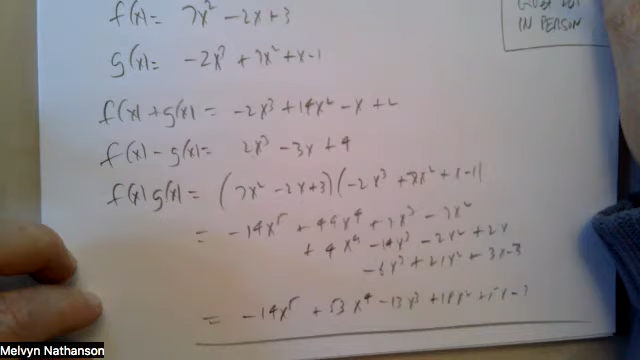 f(x) = 7x² - 2x + 3
IN PERSON
g(x) = -2x³ + 7x² + x - 1
f(x) + g(x) = -2x³ + 14x² - x + 2
f(x) - g(x) = 2x³ - 3x + 4
f(x) g(x) = (7x² - 2x + 3)(-2x³ + 7x² + x - 1)
= -14x⁵ + 49x⁴ + 7x³ - 7x²
+ 4x⁴ - 14x³ - 2x² + 2x
-6x³ + 21x² + 3x - 3
= -14x⁵ + 53x⁴ - 13x³ + 12x² + 5x - 3
Melvyn Nathanson